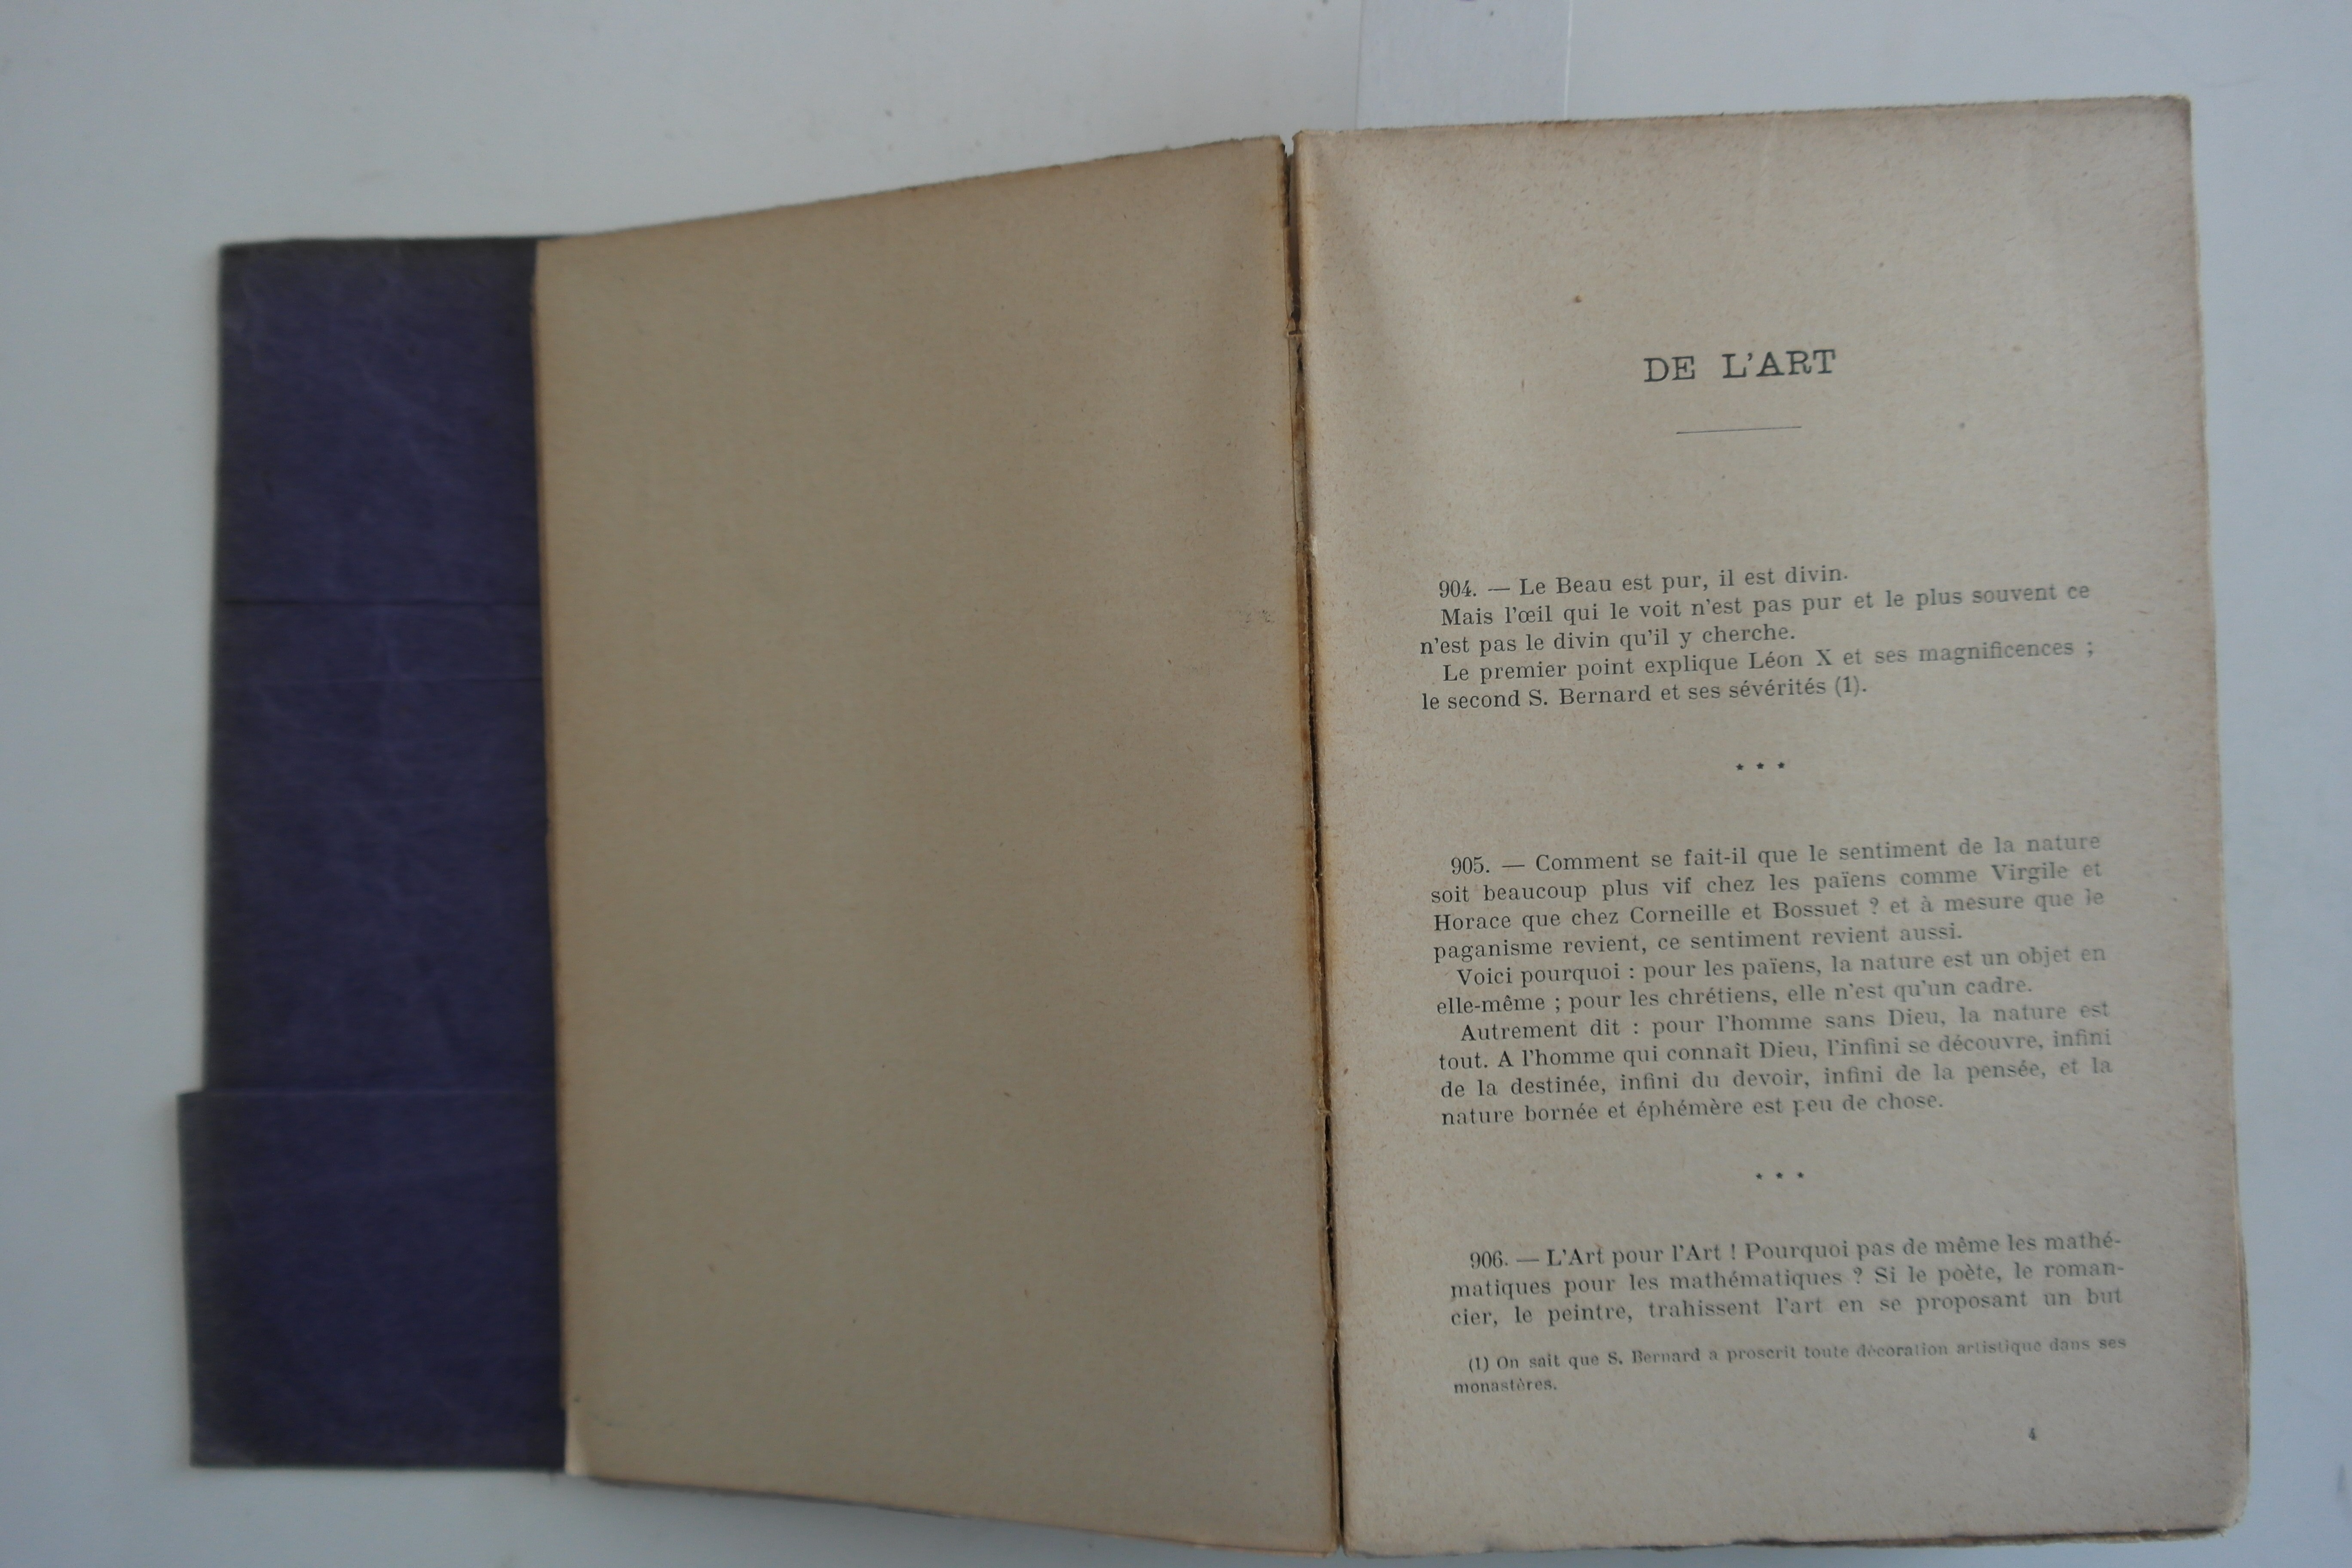 DE L'ART
904. — Le Beau est pur, il est divin.
Mais l'œil qui le voit n'est pas pur et le plus souvent ce
n'est pas le divin qu'il y cherche.
Le premier point explique Léon X et ses magnificences ;
le second S. Bernard et ses sévérités (1).
* * *
905. — Comment se fait-il que le sentiment de la nature
soit beaucoup plus vif chez les païens comme Virgile et
Horace que chez Corneille et Bossuet ? et à mesure que le
paganisme revient, ce sentiment revient aussi.
Voici pourquoi : pour les païens, la nature est un objet en
elle-même ; pour les chrétiens, elle n'est qu'un cadre.
Autrement dit : pour l'homme sans Dieu, la nature est
tout. A l'homme qui connaît Dieu, l'infini se découvre, infini
de la destinée, infini du devoir, infini de la pensée, et la
nature bornée et éphémère est peu de chose.
* * *
906. — L'Art pour l'Art ! Pourquoi pas de même les mathé-
matiques pour les mathématiques ? Si le poète, le roman-
cier, le peintre, trahissent l'art en se proposant un but
(1) On sait que S. Bernard a proscrit toute décoration artistique dans ses
monastères.
4